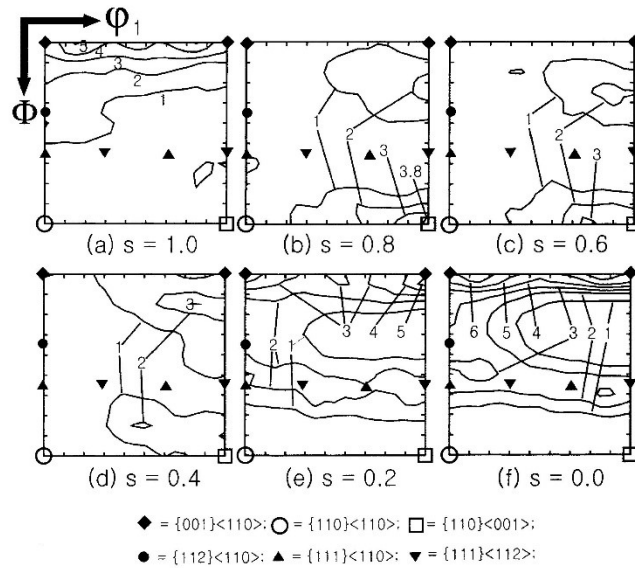 φ1
Φ
5 4
3
2
1
1 2
3
3.8
1
2
3
(a) s = 1.0 (b) s = 0.8 (c) s = 0.6
3
1
2
3 4 5
2 1
6 5 4 3 2 1
(d) s = 0.4 (e) s = 0.2 (f) s = 0.0
◆ = {001}<110>; ○ = {110}<110>; □ = {110}<001>;
● = {112}<110>; ▲ = {111}<110>; ▼ = {111}<112>;